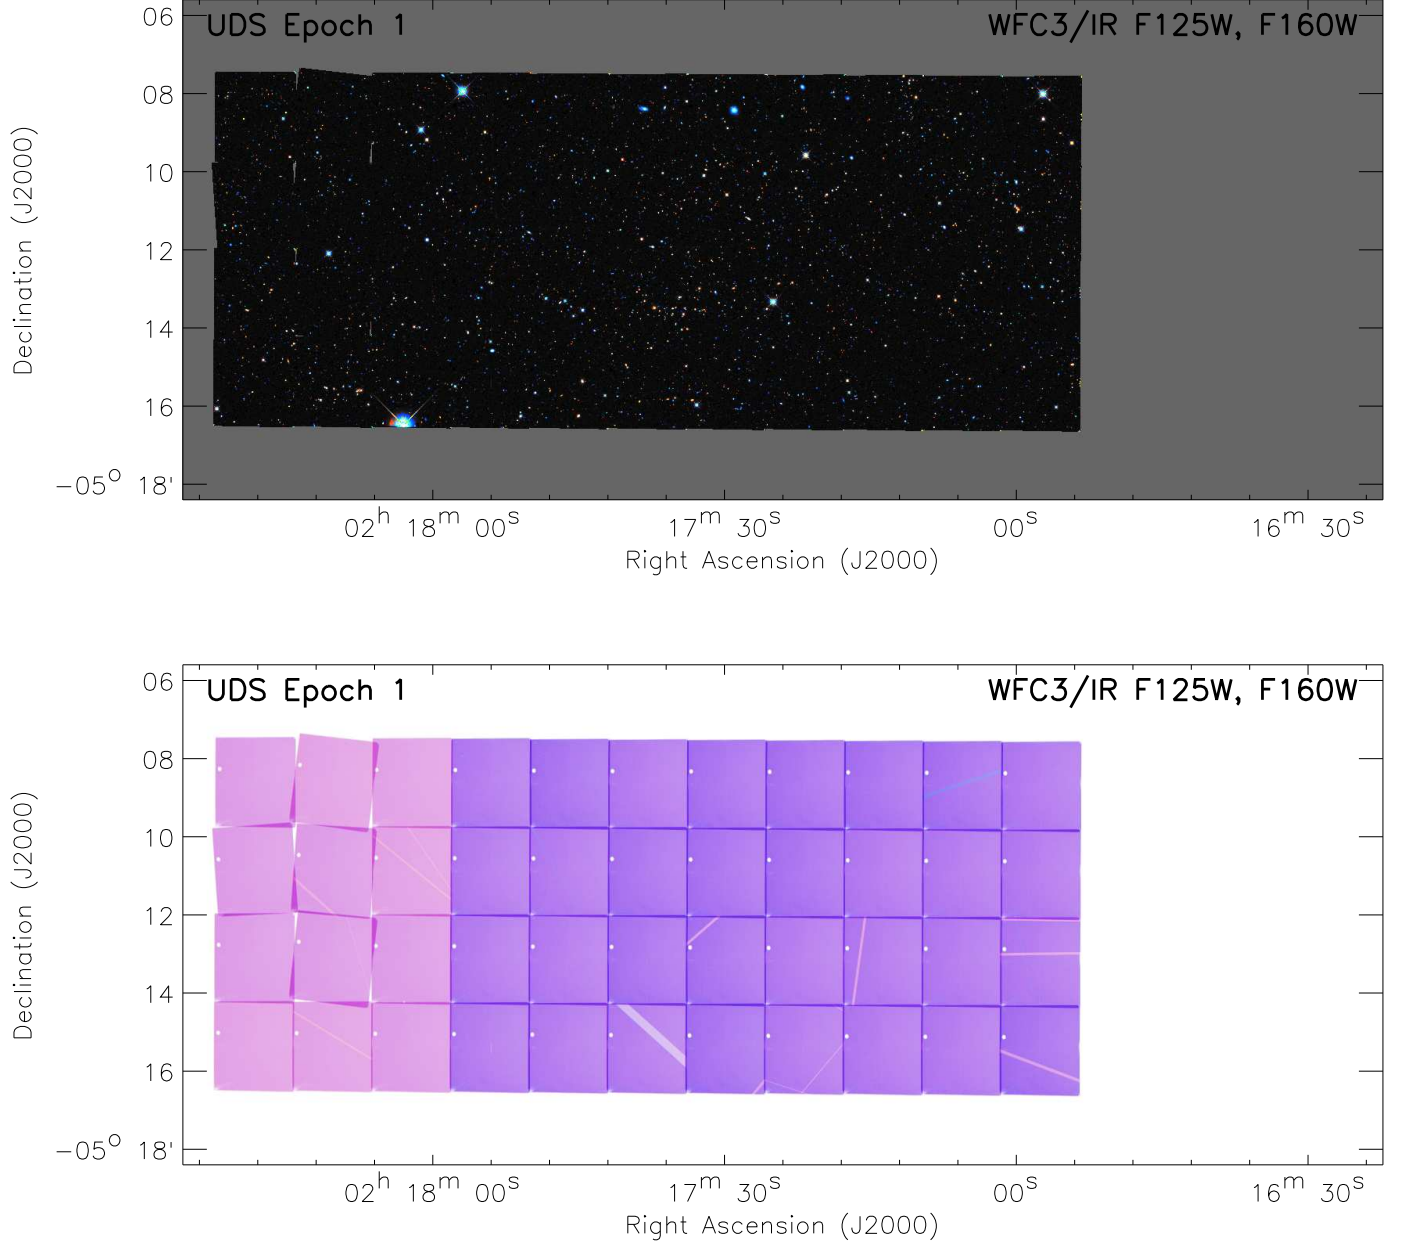 UDS Epoch 1 WFC3/IR F125W, F160W
06
08
10
12
14
16
-05° 18'
02h 18m 00s 17m 30s 00s 16m 30s
Right Ascension (J2000)
Declination (J2000)
UDS Epoch 1 WFC3/IR F125W, F160W
06
08
10
12
14
16
-05° 18'
02h 18m 00s 17m 30s 00s 16m 30s
Right Ascension (J2000)
Declination (J2000)